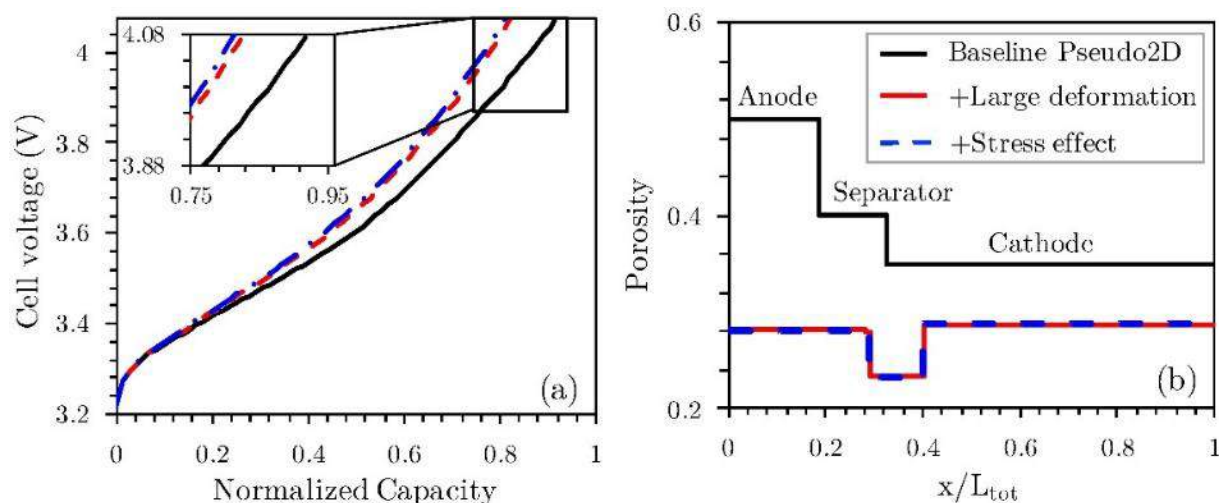 4
3.8
3.6
3.4
3.2
Cell voltage (V)
4.08
3.88
0.75
0.95
(a)
0
0.2
0.4
0.6
0.8
1
Normalized Capacity
0.6
0.4
0.2
Porosity
Baseline Pseudo2D
+Large deformation
+Stress effect
Anode
Separator
Cathode
(b)
0
0.2
0.4
0.6
0.8
1
x/Ltot